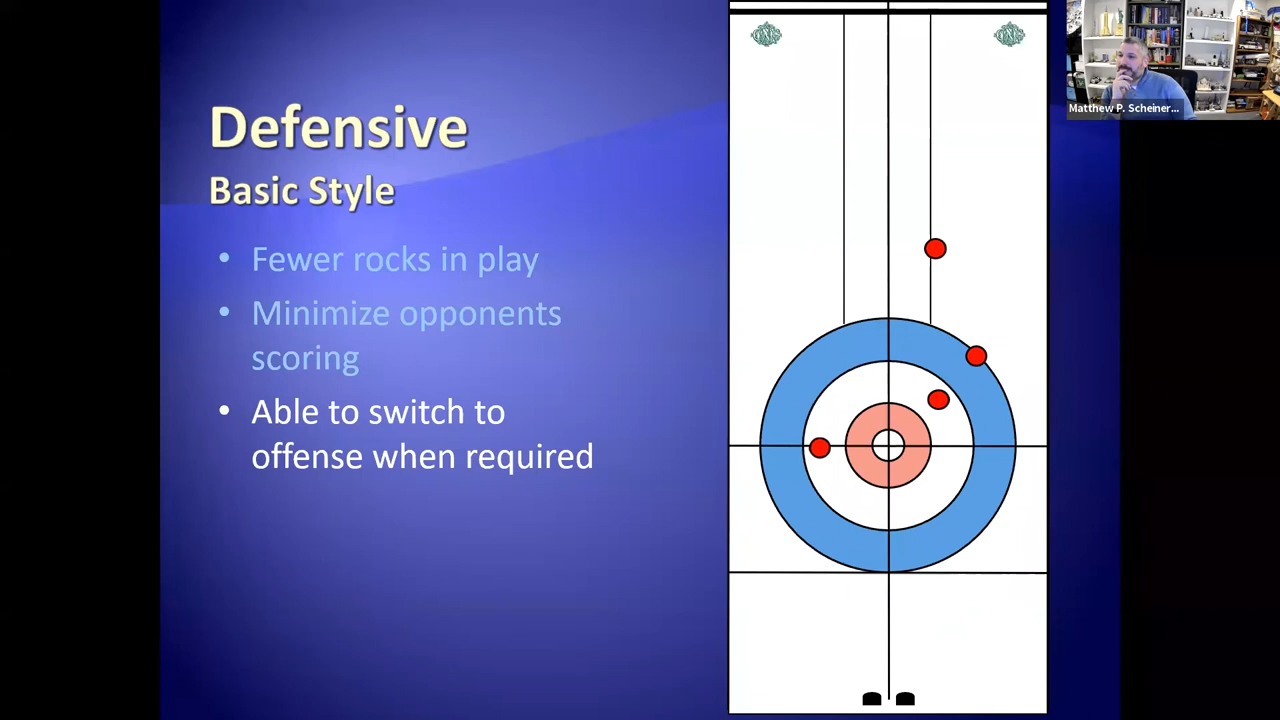 Defensive
Basic Style
• Fewer rocks in play
• Minimize opponents
scoring
• Able to switch to
offense when required
Matthew P. Scheiner...